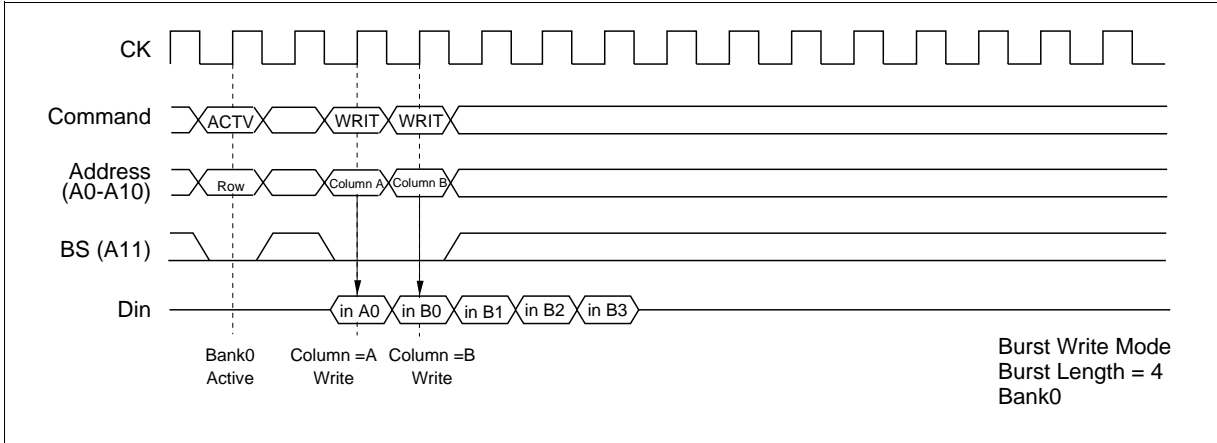 CK
Command
ACTV
WRIT
WRIT
Address
(A0-A10)
Row
Column A
Column B
BS (A11)
Din
in A0
in B0
in B1
in B2
in B3
Bank0
Active
Column =A
Write
Column =B
Write
Burst Write Mode
Burst Length = 4
Bank0